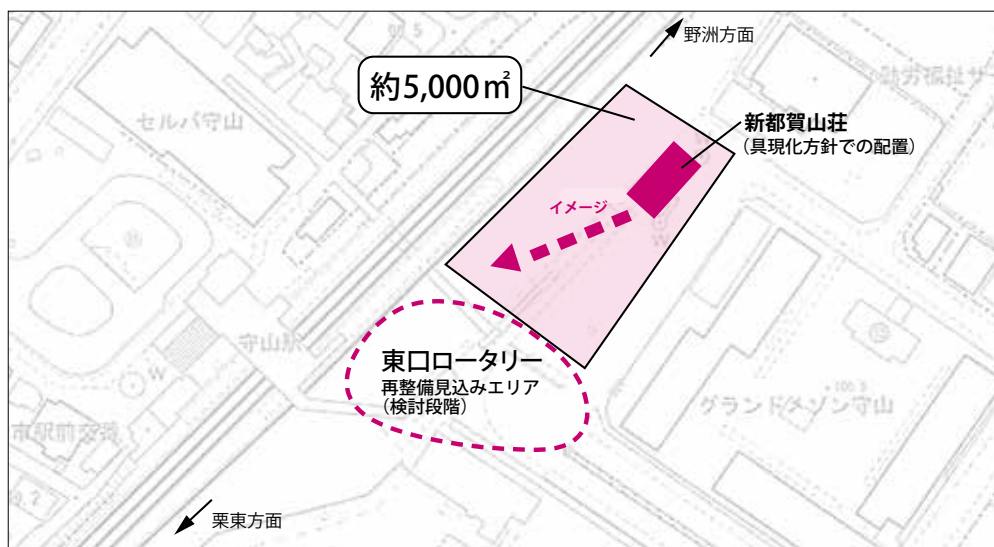 野洲方面
約5,000㎡
セルバ守山
新都賀山荘
(具現化方針での配置)
イメージ
守山駅
東口ロータリー
再整備見込みエリア
(検討段階)
グランドメゾン守山
市駅前交番
栗東方面